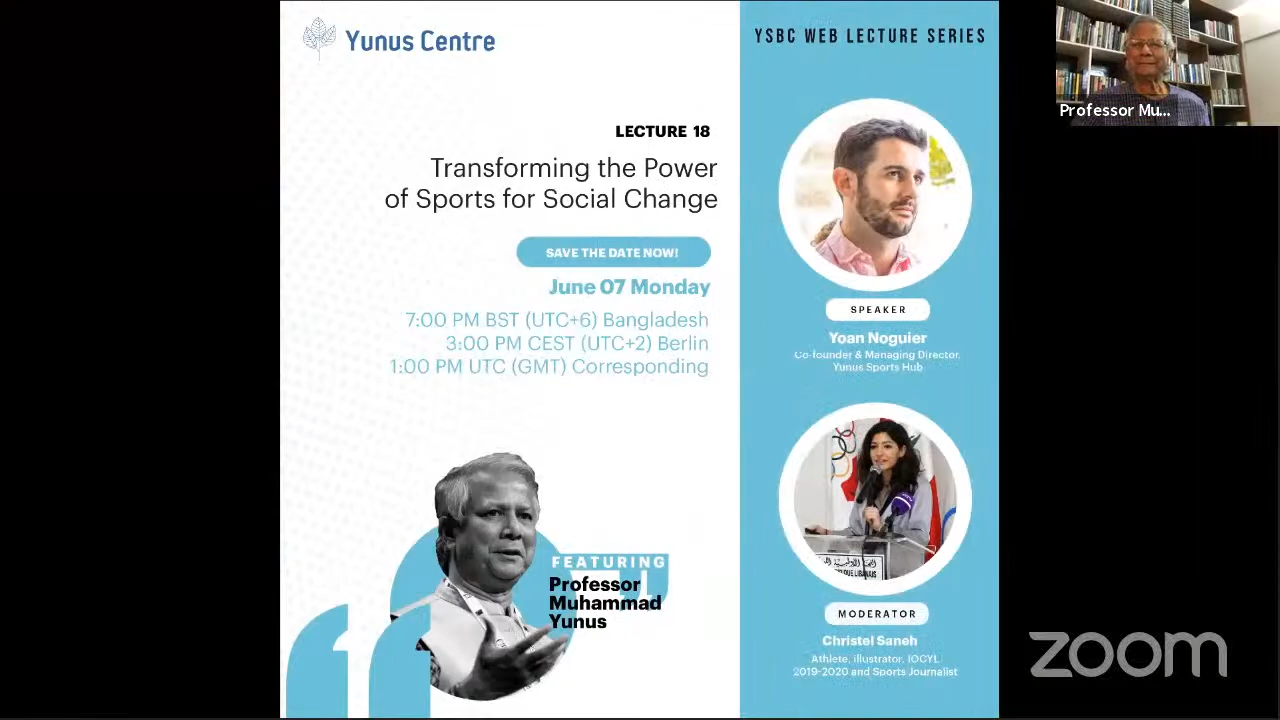 Yunus Centre
LECTURE 18
Transforming the Power
of Sports for Social Change
SAVE THE DATE NOW!
June 07 Monday
7:00 PM BST (UTC+6) Bangladesh
3:00 PM CEST (UTC+2) Berlin
1:00 PM UTC (GMT) Corresponding
FEATURING
Professor
Muhammad
Yunus
YSBC WEB LECTURE SERIES
SPEAKER
Yoan Noguier
Co-founder & Managing Director,
Yunus Sports Hub
MODERATOR
Christel Saneh
Athlete, illustrator, IOCYL
2019-2020 and Sports Journalist
Professor Mu...
zoom